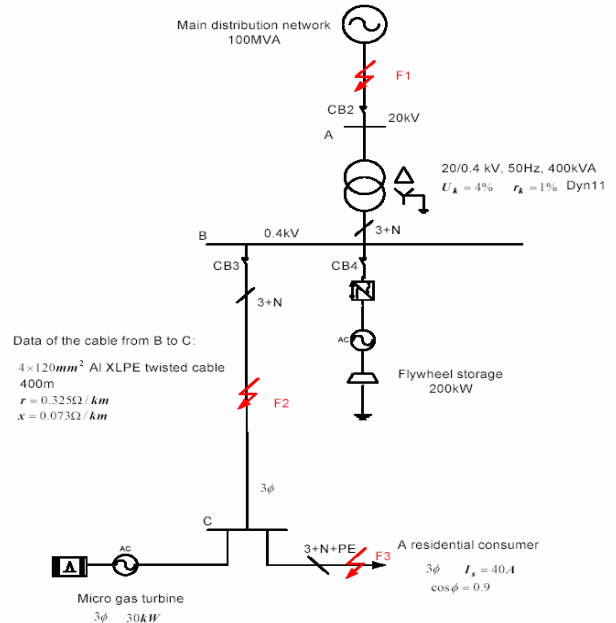 Main distribution network
100MVA
F1
CB2
20kV
A
20/0.4 kV, 50Hz, 400kVA
U_k = 4% r_k = 1% Dyn11
3+N
B
0.4kV
CB3
CB4
3+N
AC
Data of the cable from B to C:
4×120mm² Al XLPE twisted cable
400m
r = 0.325Ω/km
x = 0.073Ω/km
Flywheel storage
200kW
F2
3ϕ
C
3+N+PE
F3
A residential consumer
3ϕ I_s = 40A
cosϕ = 0.9
AC
Micro gas turbine
3ϕ 30kW